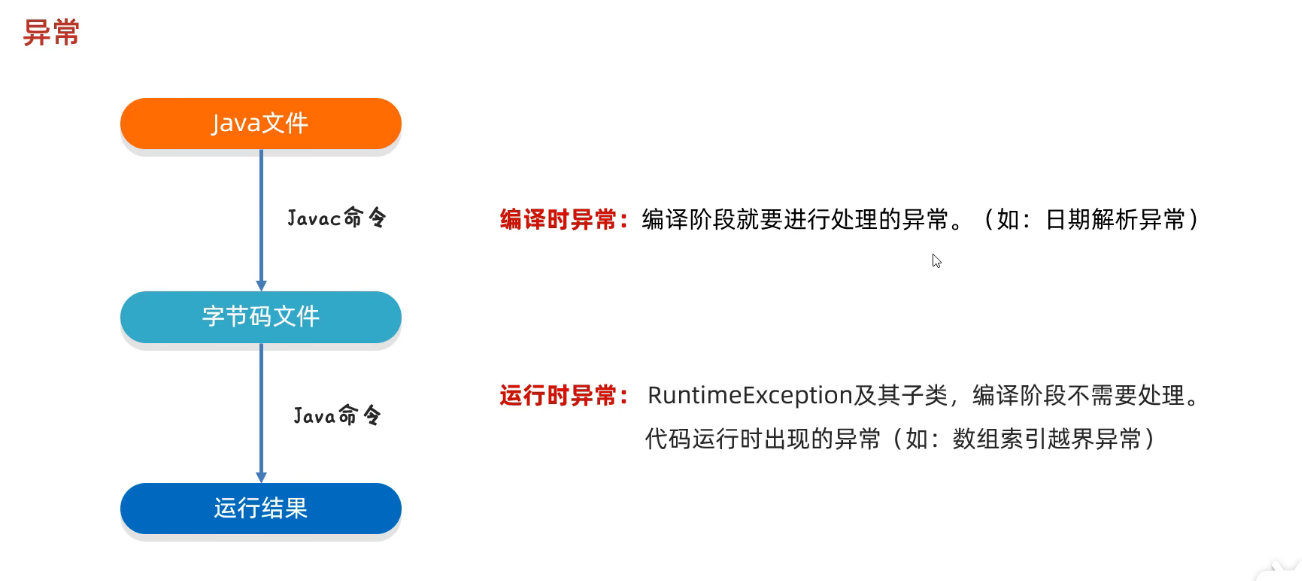 异常
Java文件
Javac命令
编译时异常：编译阶段就要进行处理的异常。（如：日期解析异常）
字节码文件
运行时异常： RuntimeException及其子类，编译阶段不需要处理。
Java命令
代码运行时出现的异常（如：数组索引越界异常）
运行结果